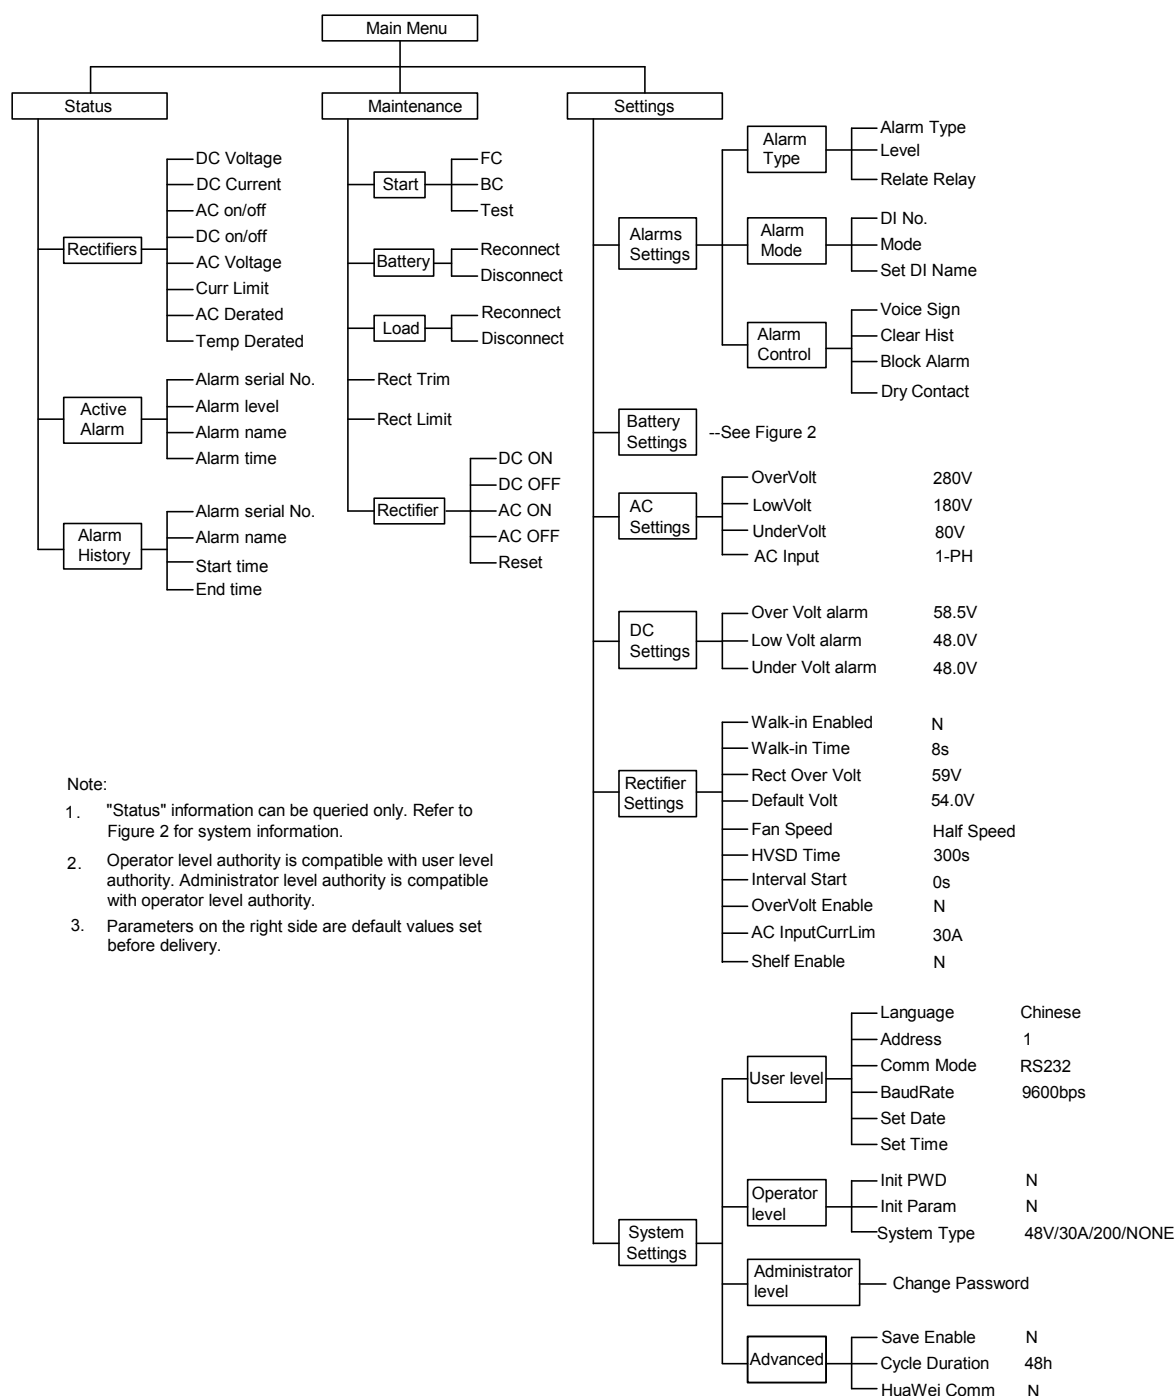 Main Menu
Status
Maintenance
Settings
DC Voltage
DC Current
AC on/off
DC on/off
Rectifiers
AC Voltage
Curr Limit
AC Derated
Temp Derated
Active
Alarm
Alarm serial No.
Alarm level
Alarm name
Alarm time
Alarm
History
Alarm serial No.
Alarm name
Start time
End time
Start
FC
BC
Test
Battery
Reconnect
Disconnect
Load
Reconnect
Disconnect
Rect Trim
Rect Limit
Rectifier
DC ON
DC OFF
AC ON
AC OFF
Reset
Alarms
Settings
Alarm
Type
Alarm Type
Level
Relate Relay
Alarm
Mode
DI No.
Mode
Set DI Name
Alarm
Control
Voice Sign
Clear Hist
Block Alarm
Dry Contact
Battery
Settings
--See Figure 2
AC
Settings
OverVolt 280V
LowVolt 180V
UnderVolt 80V
AC Input 1-PH
DC
Settings
Over Volt alarm 58.5V
Low Volt alarm 48.0V
Under Volt alarm 48.0V
Rectifier
Settings
Walk-in Enabled N
Walk-in Time 8s
Rect Over Volt 59V
Default Volt 54.0V
Fan Speed Half Speed
HVSD Time 300s
Interval Start 0s
OverVolt Enable N
AC InputCurrLim 30A
Shelf Enable N
System
Settings
User level
Language Chinese
Address 1
Comm Mode RS232
BaudRate 9600bps
Set Date
Set Time
Operator
level
Init PWD N
Init Param N
System Type 48V/30A/200/NONE
Administrator
level
Change Password
Advanced
Save Enable N
Cycle Duration 48h
HuaWei Comm N
Note:
1. "Status" information can be queried only. Refer to
Figure 2 for system information.
2. Operator level authority is compatible with user level
authority. Administrator level authority is compatible
with operator level authority.
3. Parameters on the right side are default values set
before delivery.